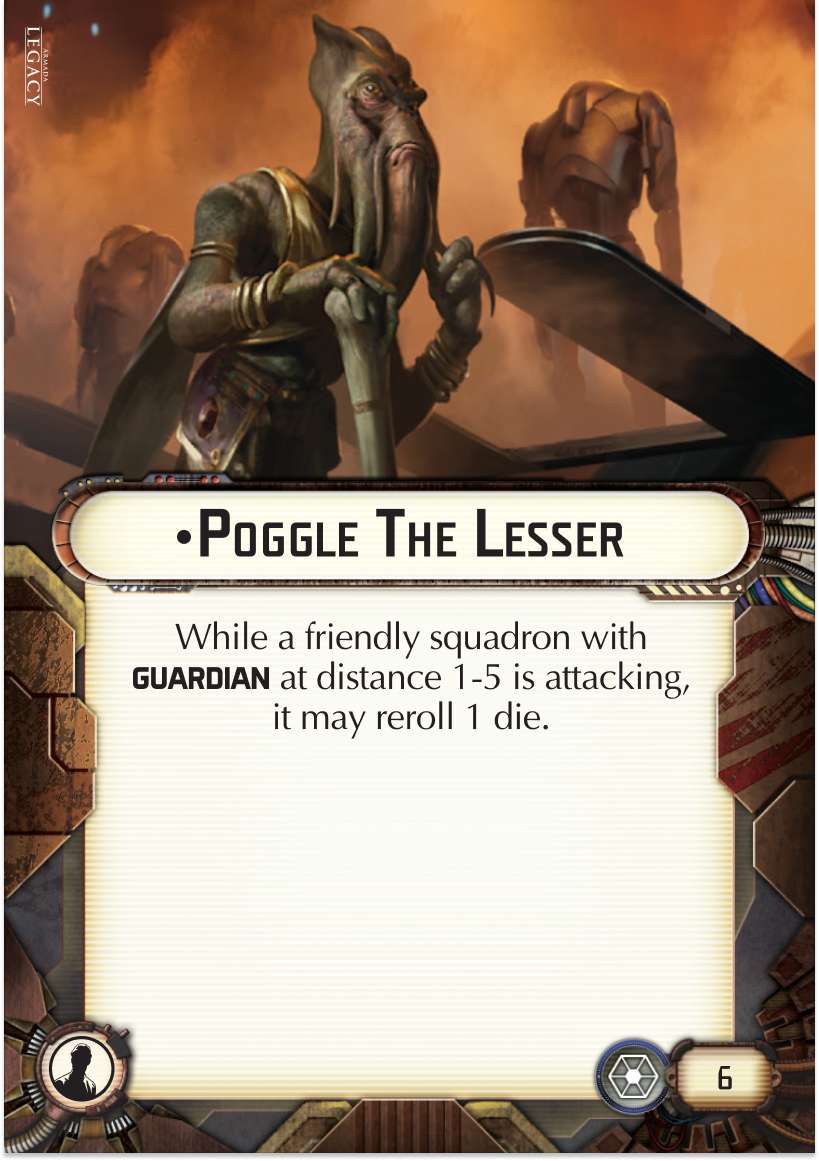 ARMADA
LEGACY
•Poggle The Lesser
While a friendly squadron with
GUARDIAN at distance 1-5 is attacking,
it may reroll 1 die.
6